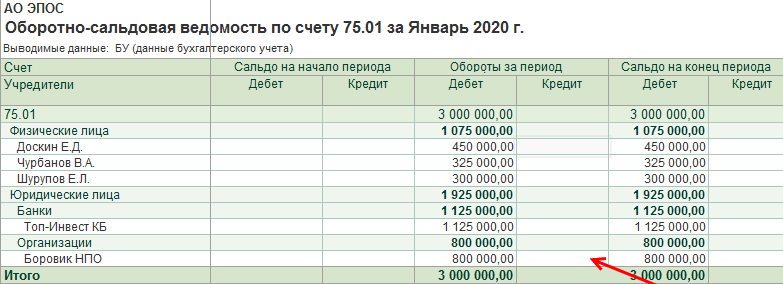 АО ЭПОС
Оборотно-сальдовая ведомость по счету 75.01 за Январь 2020 г.
Выводимые данные: БУ (данные бухгалтерского учета)
Счет Сальдо на начало периода Обороты за период Сальдо на конец периода
Учредители Дебет Кредит Дебет Кредит Дебет Кредит
75.01 3 000 000,00 3 000 000,00
Физические лица 1 075 000,00 1 075 000,00
Доскин Е.Д. 450 000,00 450 000,00
Чурбанов В.А. 325 000,00 325 000,00
Шурупов Е.Л. 300 000,00 300 000,00
Юридические лица 1 925 000,00 1 925 000,00
Банки 1 125 000,00 1 125 000,00
Топ-Инвест КБ 1 125 000,00 1 125 000,00
Организации 800 000,00 800 000,00
Боровик НПО 800 000,00 800 000,00
Итого 3 000 000,00 3 000 000,00